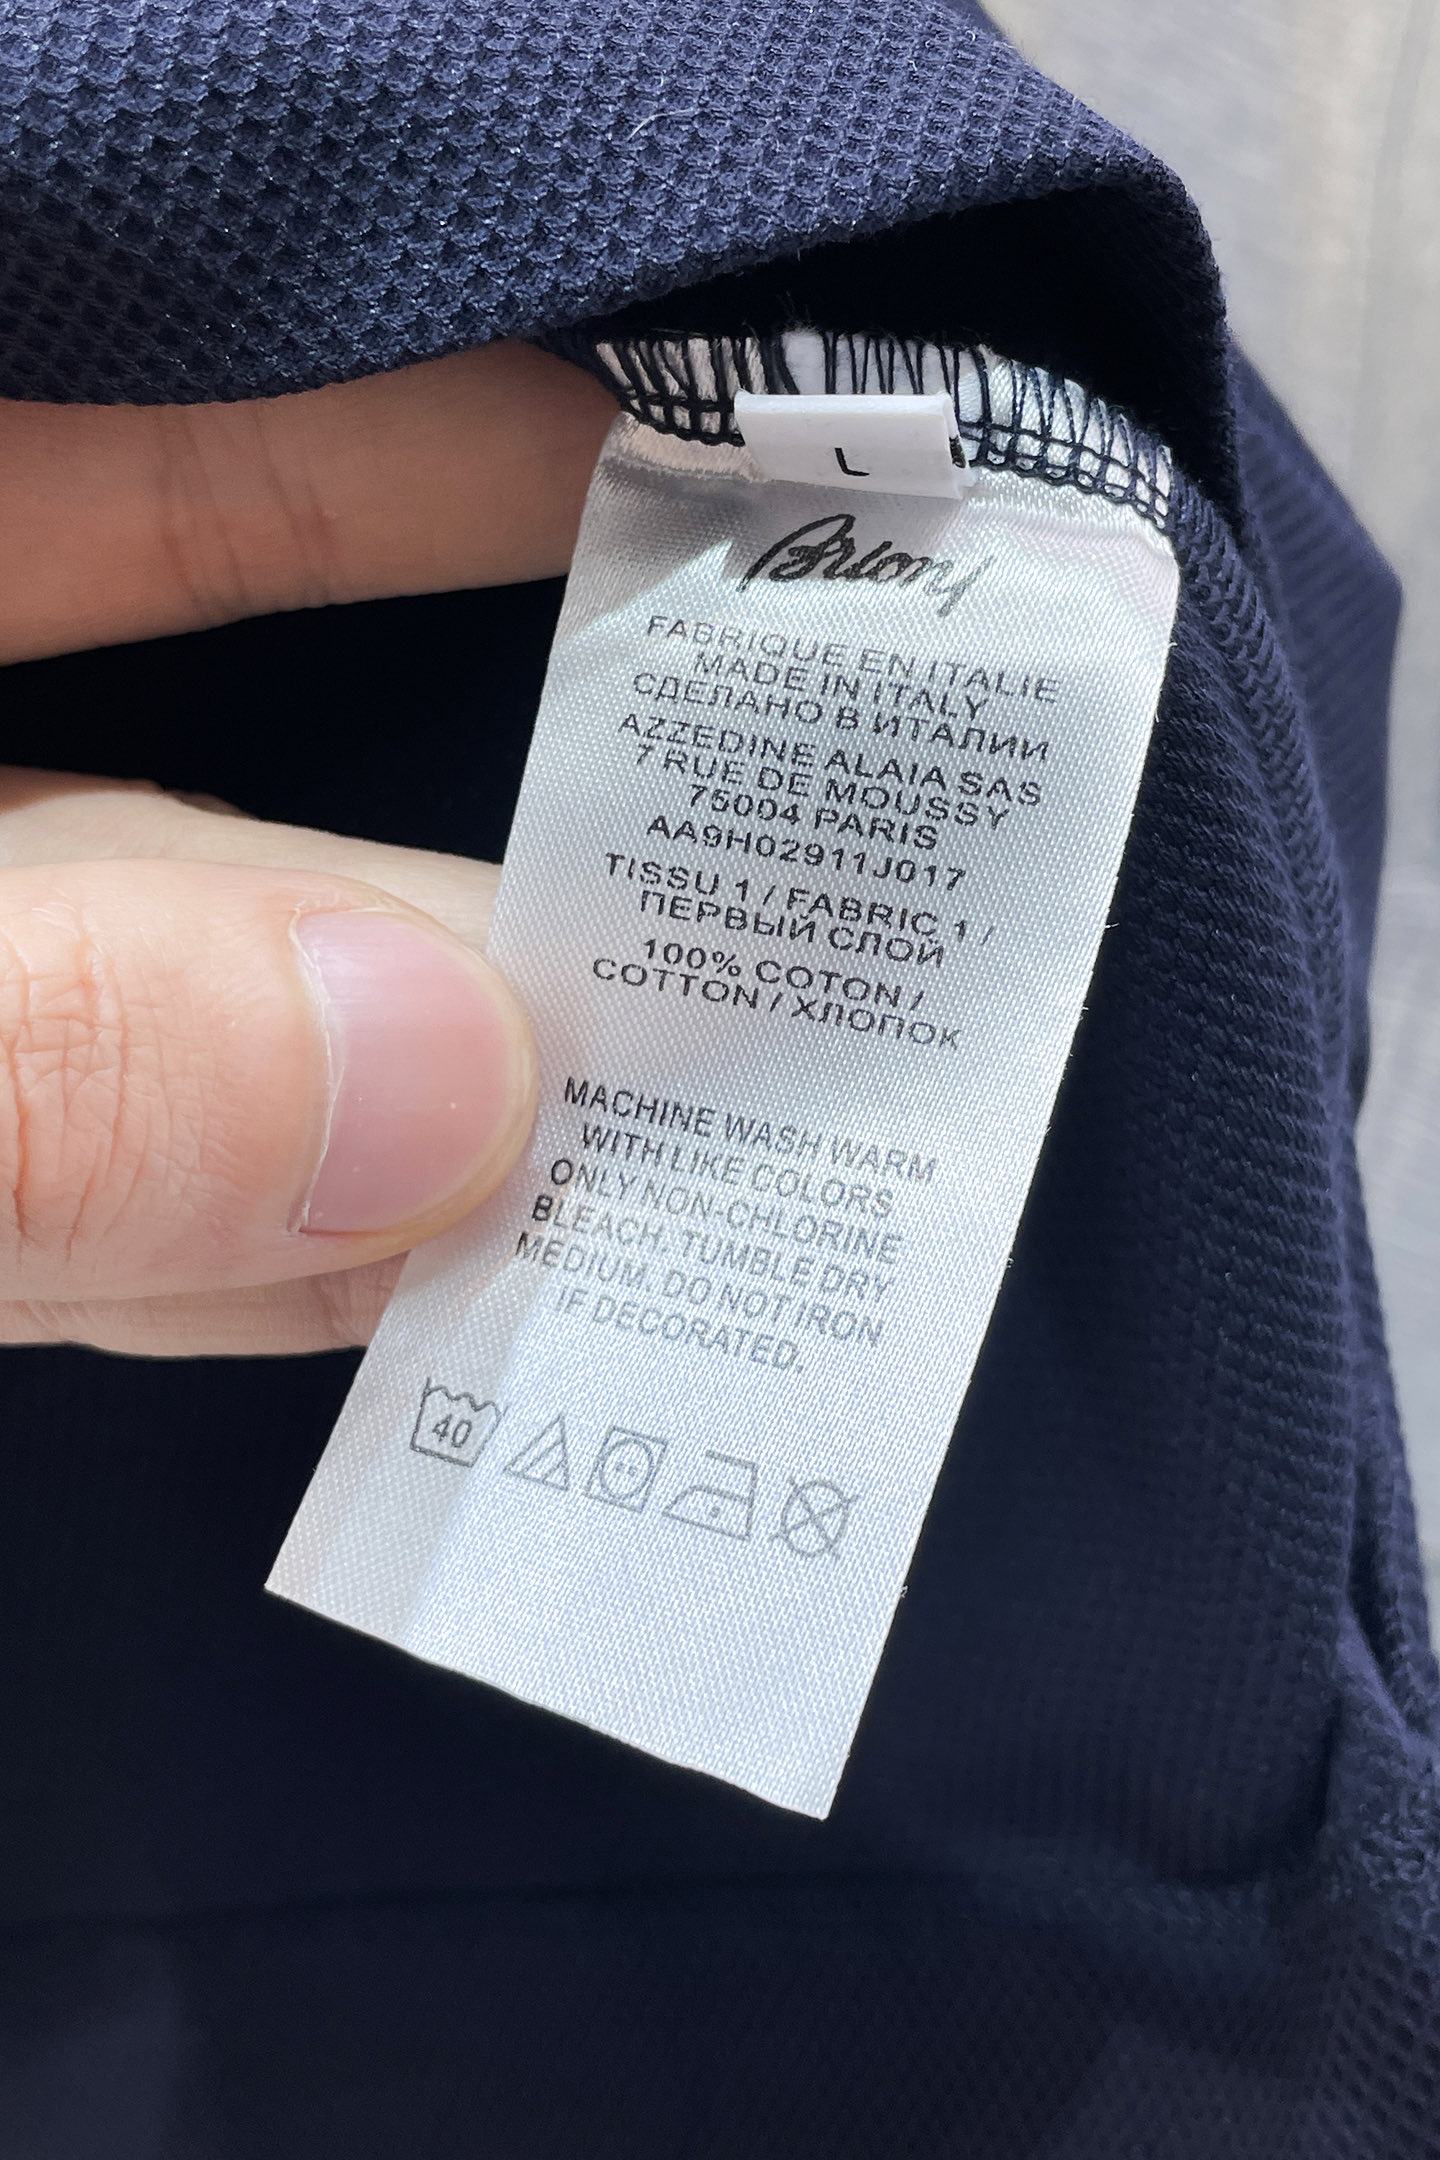 L
Brioni
FABRIQUE EN ITALIE
MADE IN ITALY
СДЕЛАНО В ИТАЛИИ
AZZEDINE ALAIA SAS
7 RUE DE MOUSSY
75004 PARIS
AA9H02911J017
TISSU 1 / FABRIC 1 /
ПЕРВЫЙ СЛОЙ
100% COTON /
COTTON / ХЛОПОК
MACHINE WASH WARM
WITH LIKE COLORS
ONLY NON-CHLORINE
BLEACH. TUMBLE DRY
MEDIUM. DO NOT IRON
IF DECORATED.
40